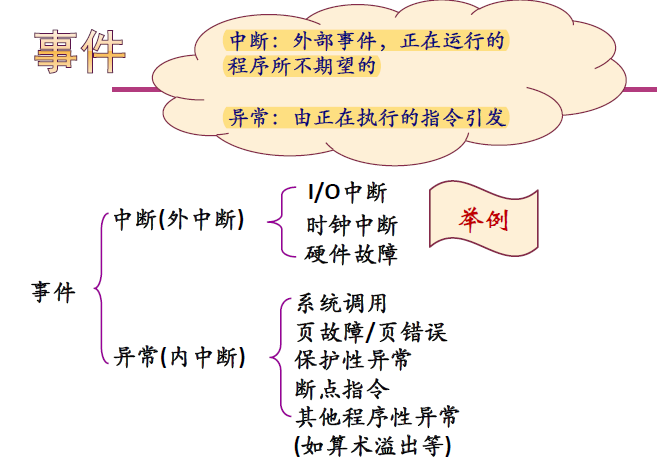 事件
中断：外部事件，正在运行的
程序所不期望的
异常：由正在执行的指令引发
事件
中断(外中断)
I/O中断
时钟中断
硬件故障
举例
异常(内中断)
系统调用
页故障/页错误
保护性异常
断点指令
其他程序性异常
(如算术溢出等)